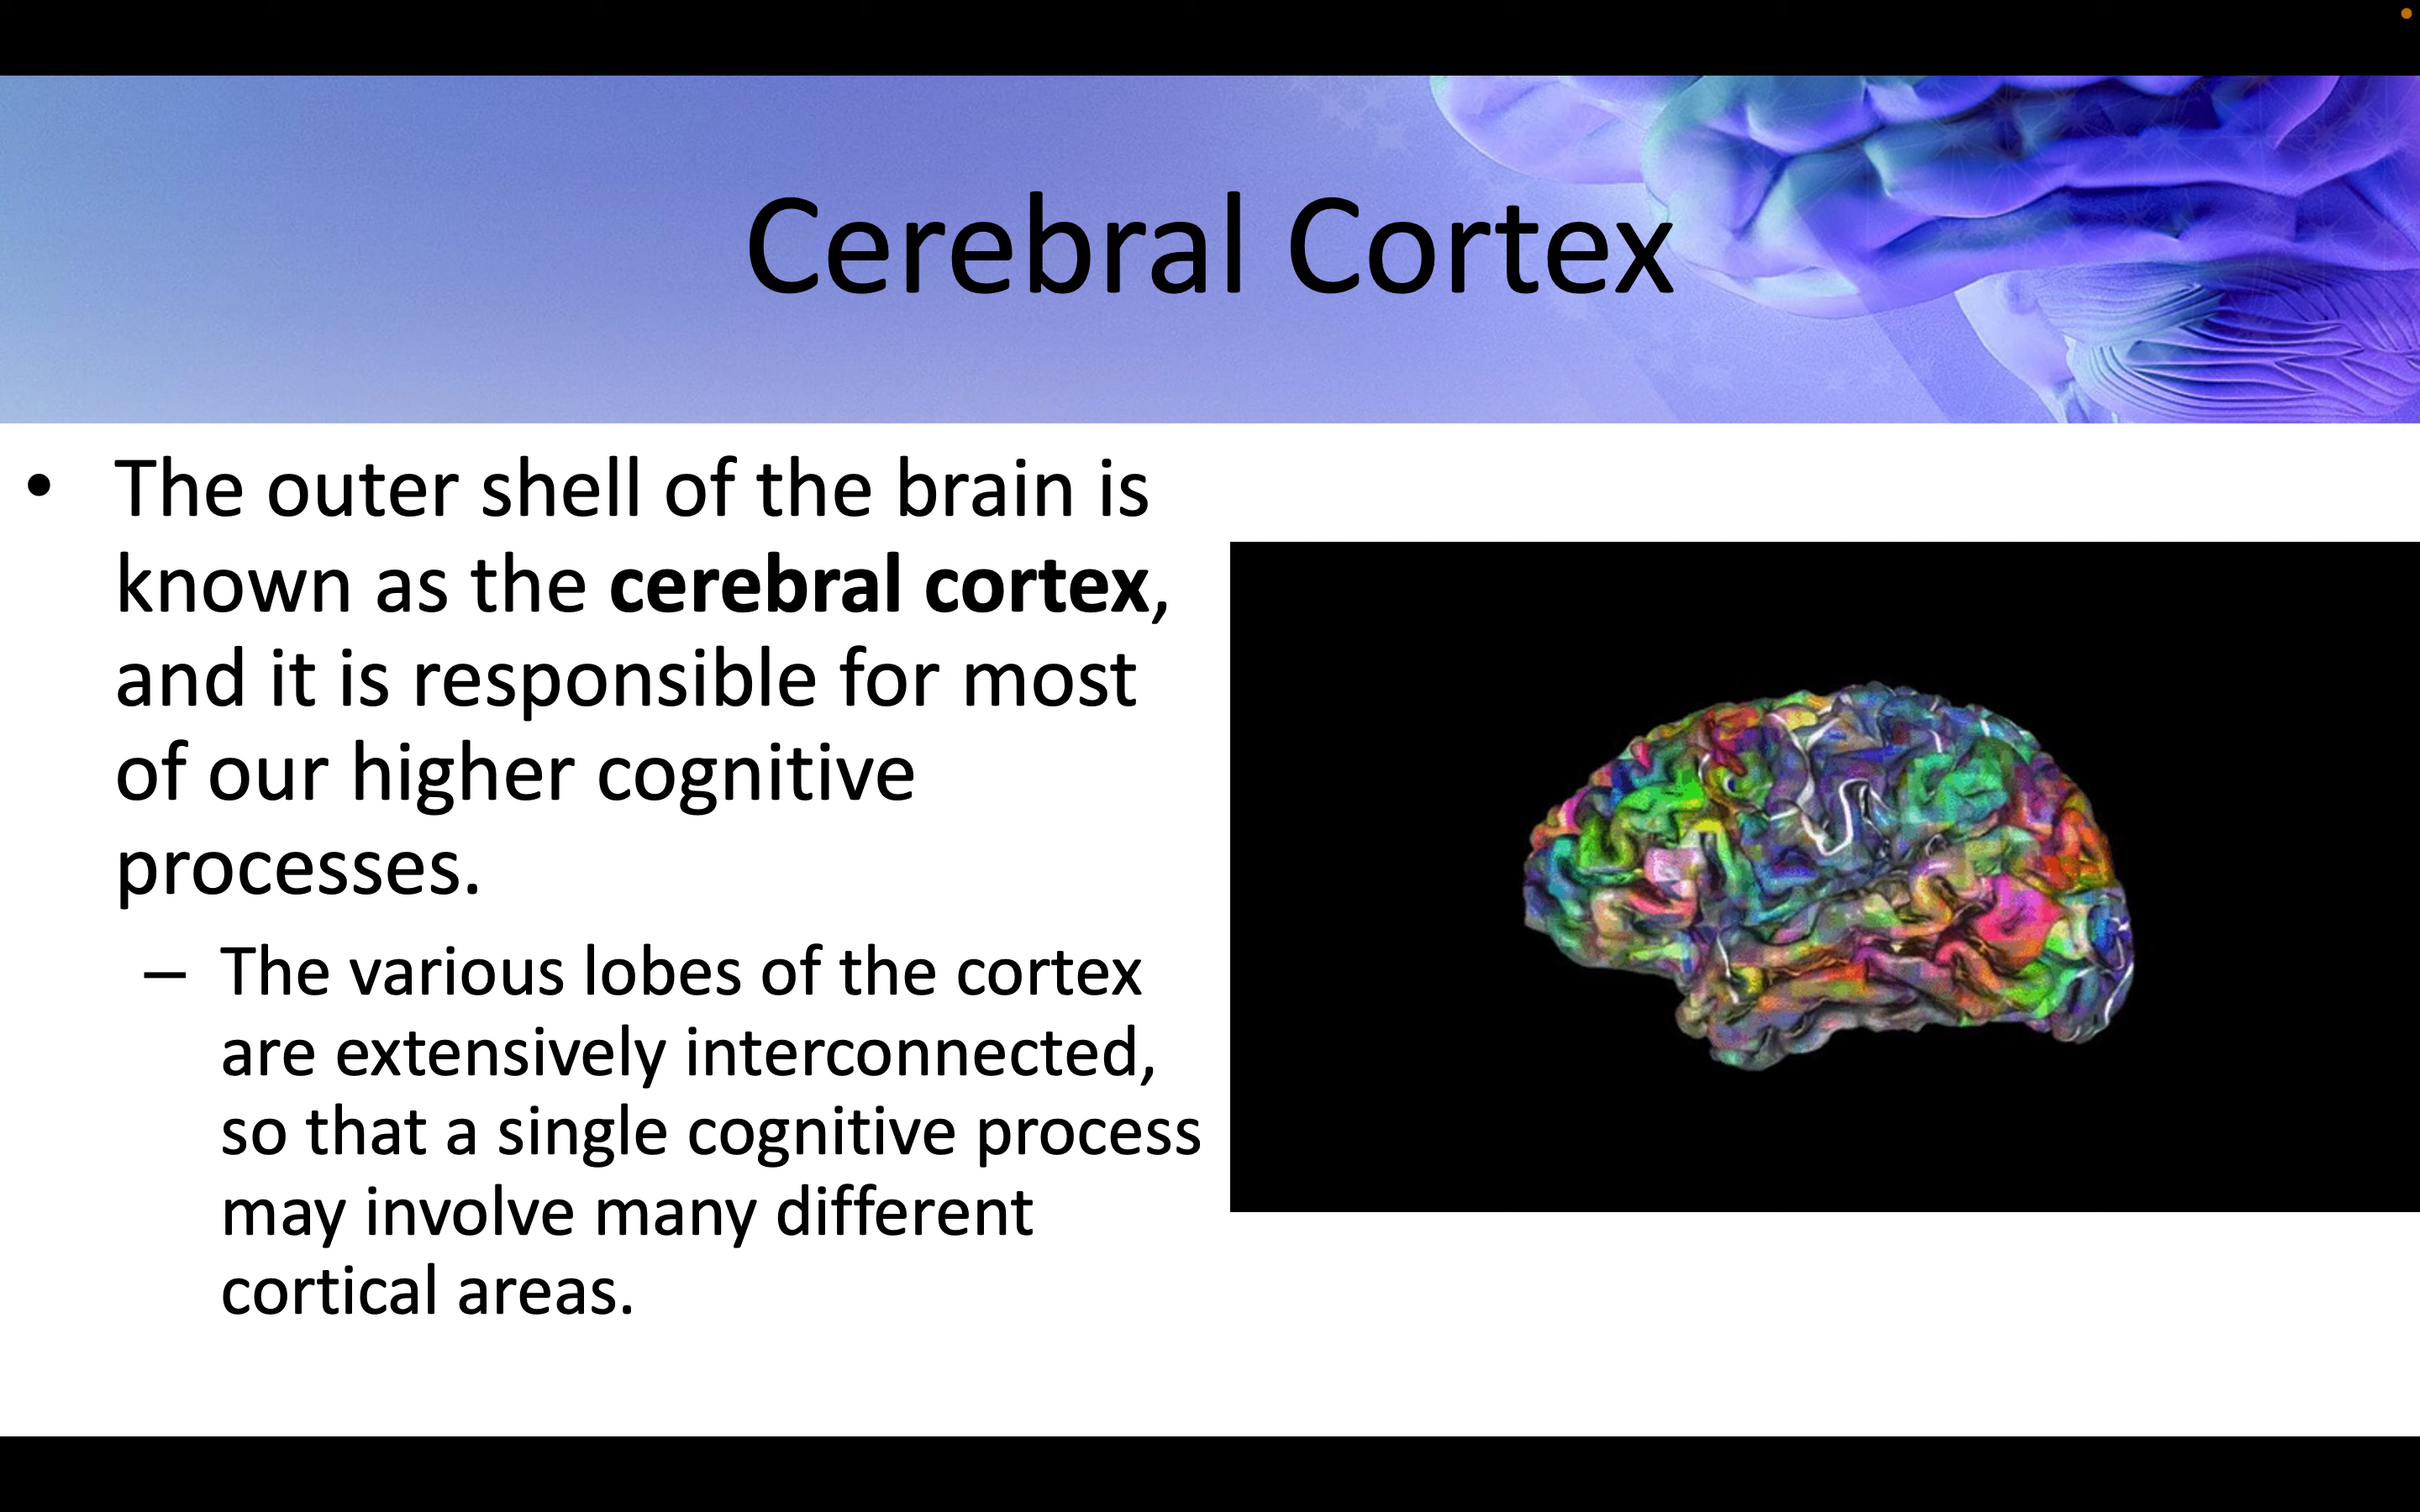 Cerebral Cortex
• The outer shell of the brain is
known as the cerebral cortex,
and it is responsible for most
of our higher cognitive
processes.
– The various lobes of the cortex
are extensively interconnected,
so that a single cognitive process
may involve many different
cortical areas.